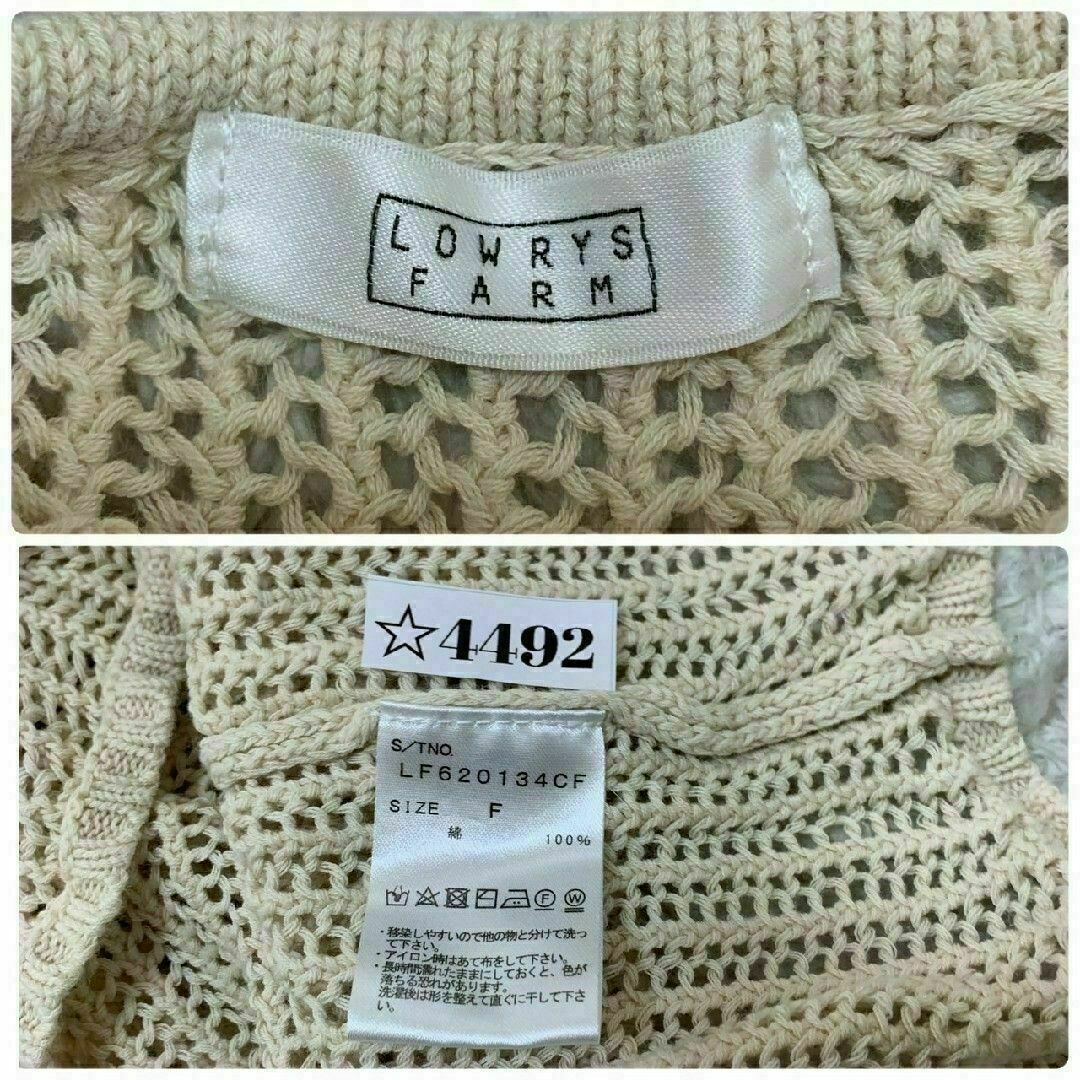 LOWRYS
FARM
☆4492
S/TNO.
LF620134CF
SIZE F
綿 100%
F W
・移染しやすいので他の物と分けて洗っ
て下さい。
・アイロン時はあて布をして下さい。
・長時間濡れたままにしておくと、色が
落ちる恐れがあります。
洗濯後は形を整えて直ぐに干して下さ
い。